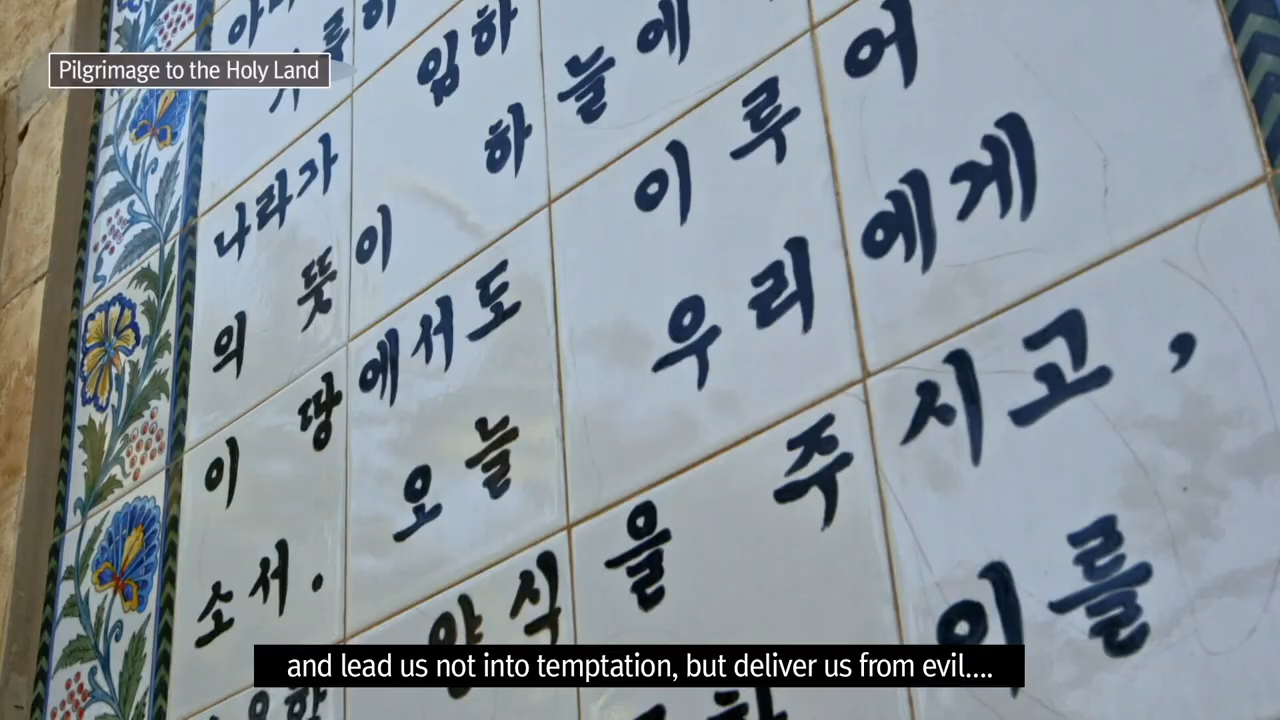 Pilgrimage to the Holy Land
나라가 임하
의 뜻이 하늘에
이 땅에서도 이루어
소서. 오늘 우리에게
양식을 주시고,
이를
and lead us not into temptation, but deliver us from evil....